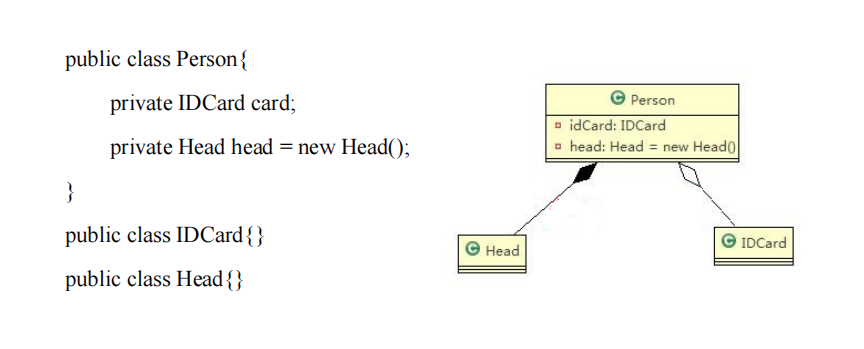 public class Person{
private IDCard card;
private Head head = new Head();
}
public class IDCard{}
public class Head{}
C Person
idCard: IDCard
head: Head = new Head()
C Head
C IDCard